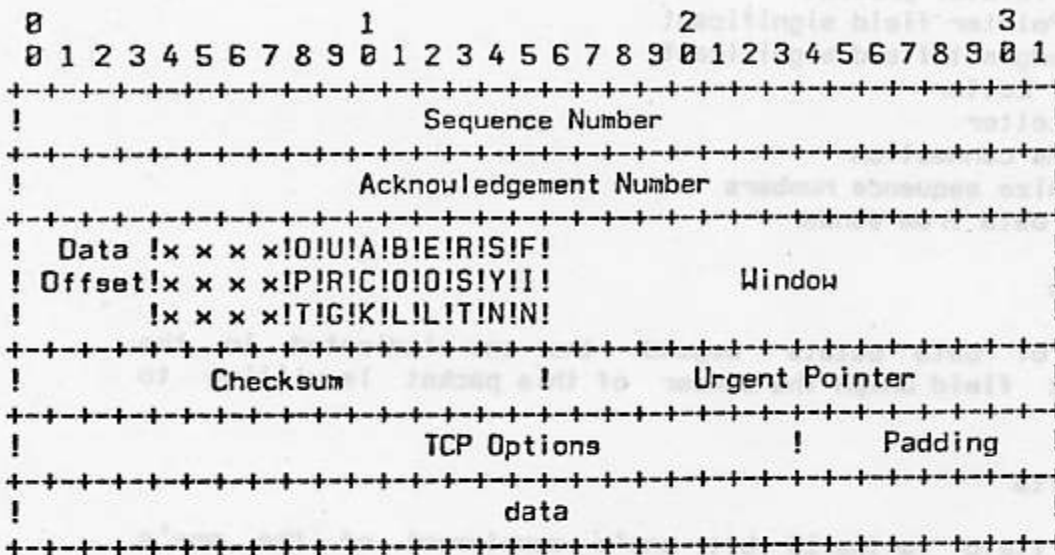 0 1 2 3
0 1 2 3 4 5 6 7 8 9 0 1 2 3 4 5 6 7 8 9 0 1 2 3 4 5 6 7 8 9 0 1
+-+-+-+-+-+-+-+-+-+-+-+-+-+-+-+-+-+-+-+-+-+-+-+-+-+-+-+-+-+-+-+-+
! Sequence Number
+-+-+-+-+-+-+-+-+-+-+-+-+-+-+-+-+-+-+-+-+-+-+-+-+-+-+-+-+-+-+-+-+
! Acknowledgement Number
+-+-+-+-+-+-+-+-+-+-+-+-+-+-+-+-+-+-+-+-+-+-+-+-+-+-+-+-+-+-+-+-+
! Data !x x x x!O!U!A!B!E!R!S!F!
! Offset!x x x x!P!R!C!O!O!S!Y!I! Window
! !x x x x!T!G!K!L!L!T!N!N!
+-+-+-+-+-+-+-+-+-+-+-+-+-+-+-+-+-+-+-+-+-+-+-+-+-+-+-+-+-+-+-+-+
! Checksum ! Urgent Pointer
+-+-+-+-+-+-+-+-+-+-+-+-+-+-+-+-+-+-+-+-+-+-+-+-+-+-+-+-+-+-+-+-+
! TCP Options ! Padding
+-+-+-+-+-+-+-+-+-+-+-+-+-+-+-+-+-+-+-+-+-+-+-+-+-+-+-+-+-+-+-+-+
! data
+-+-+-+-+-+-+-+-+-+-+-+-+-+-+-+-+-+-+-+-+-+-+-+-+-+-+-+-+-+-+-+-+